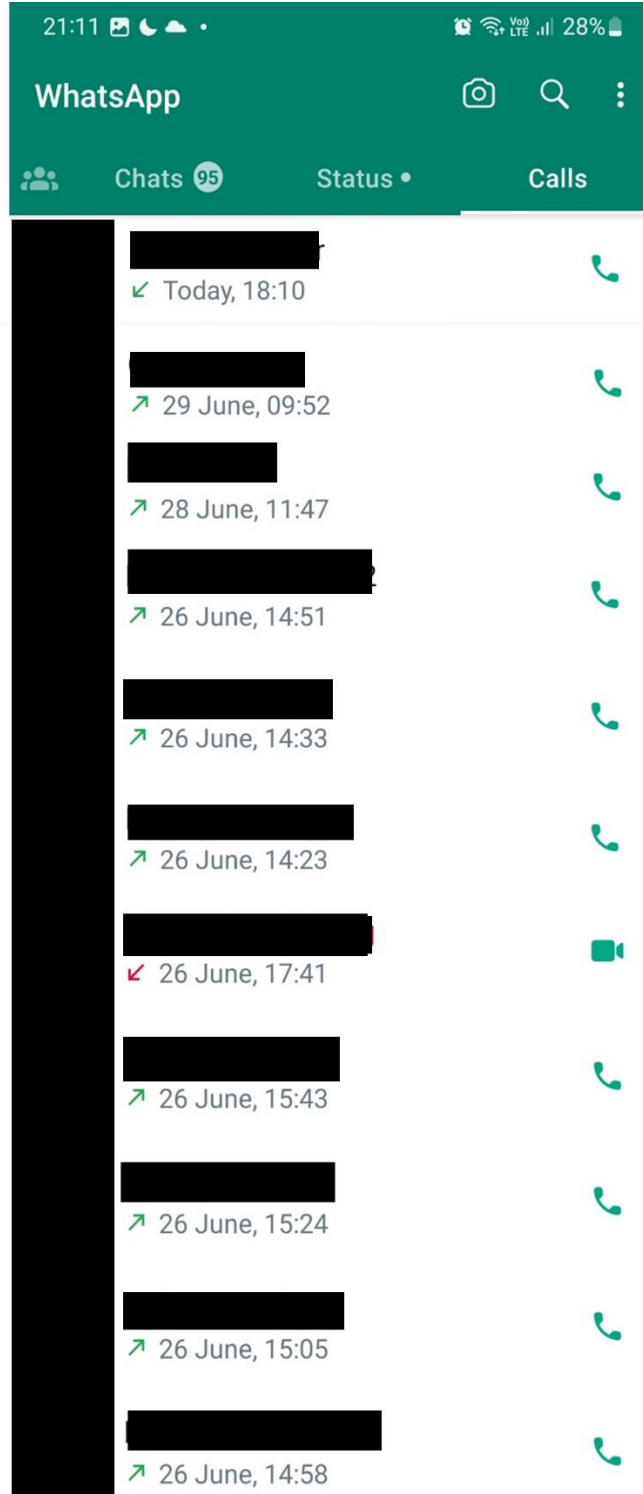 21:11 28%
WhatsApp
Chats 95 Status Calls
Today, 18:10
29 June, 09:52
28 June, 11:47
26 June, 14:51
26 June, 14:33
26 June, 14:23
26 June, 17:41
26 June, 15:43
26 June, 15:24
26 June, 15:05
26 June, 14:58